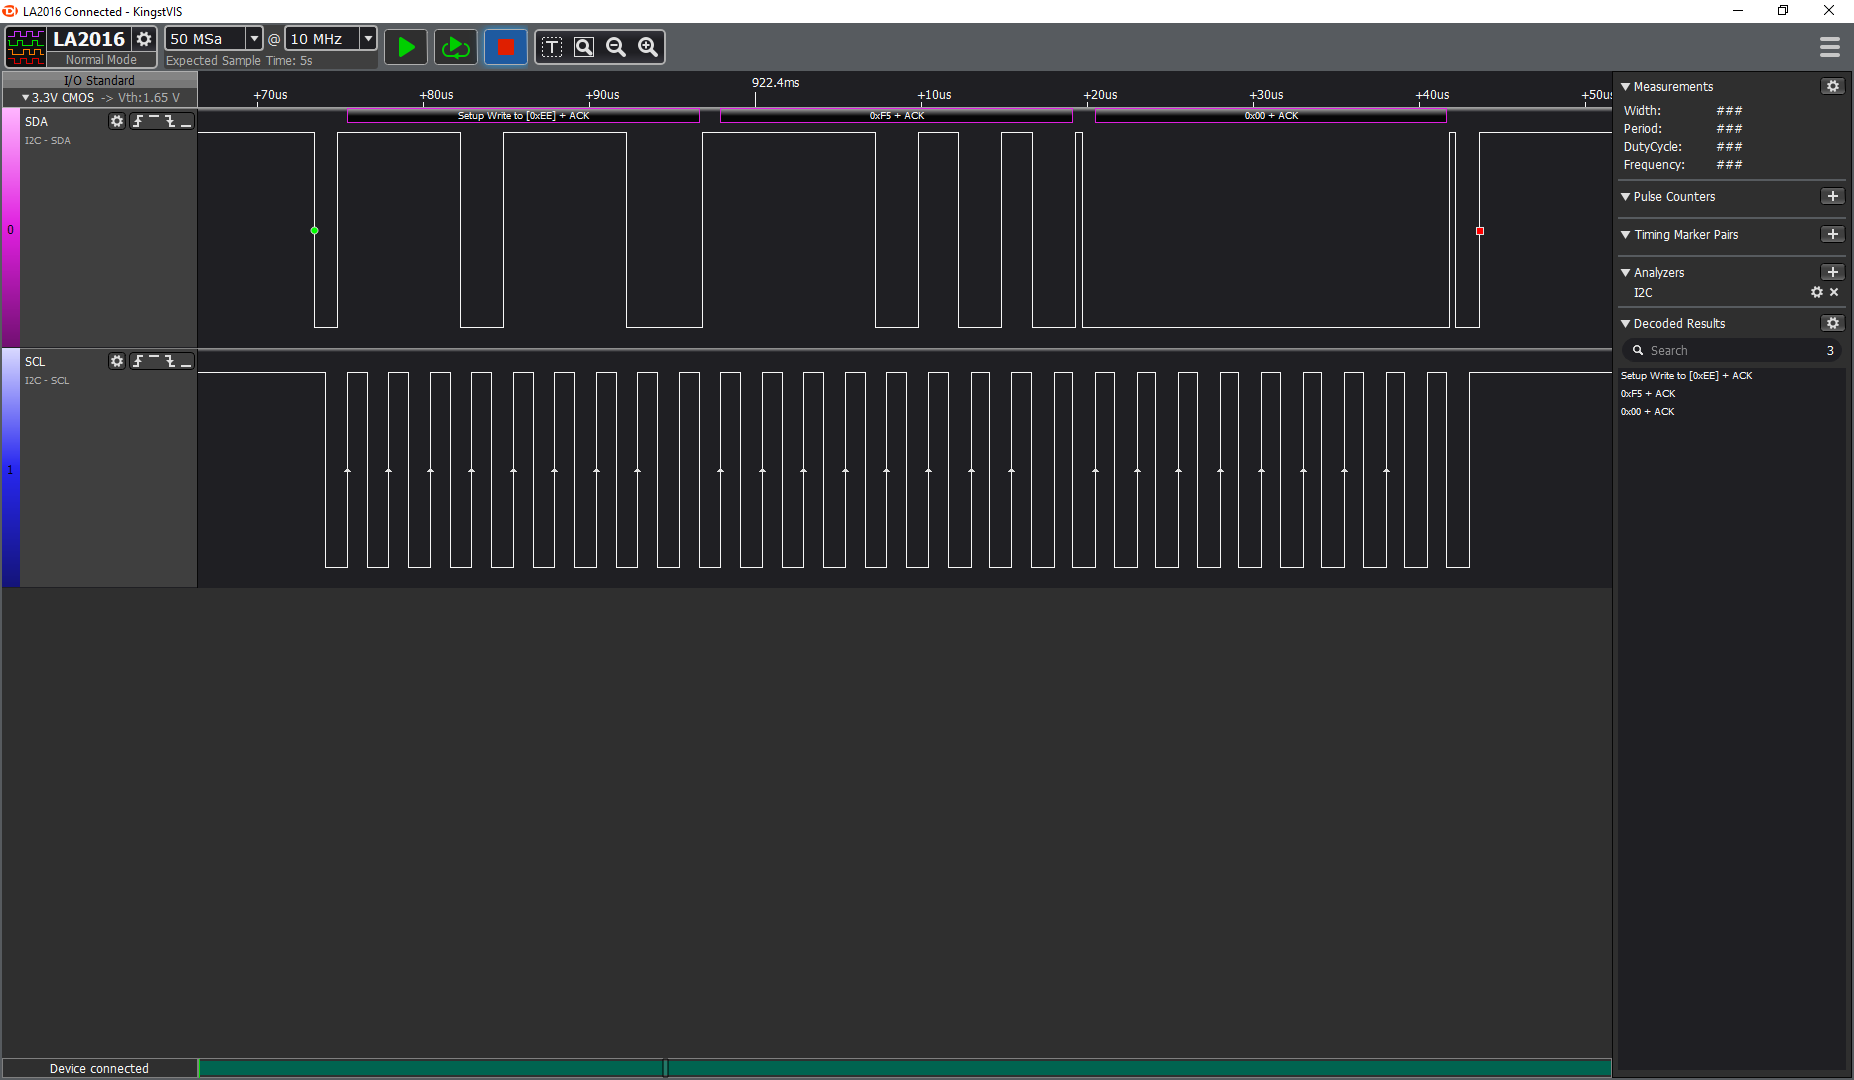 LA2016 Connected - KingstVIS
LA2016
Normal Mode
50 MSa @ 10 MHz
Expected Sample Time: 5s
T
I/O Standard
3.3V CMOS -> Vth:1.65 V
922.4ms
+70us +80us +90us +10us +20us +30us +40us +50us
SDA
I2C - SDA
0
Setup Write to [0xEE] + ACK
0xF5 + ACK
0x00 + ACK
SCL
I2C - SCL
1
Measurements
Width: ###
Period: ###
DutyCycle: ###
Frequency: ###
Pulse Counters
Timing Marker Pairs
Analyzers
I2C
Decoded Results
Search 3
Setup Write to [0xEE] + ACK
0xF5 + ACK
0x00 + ACK
Device connected